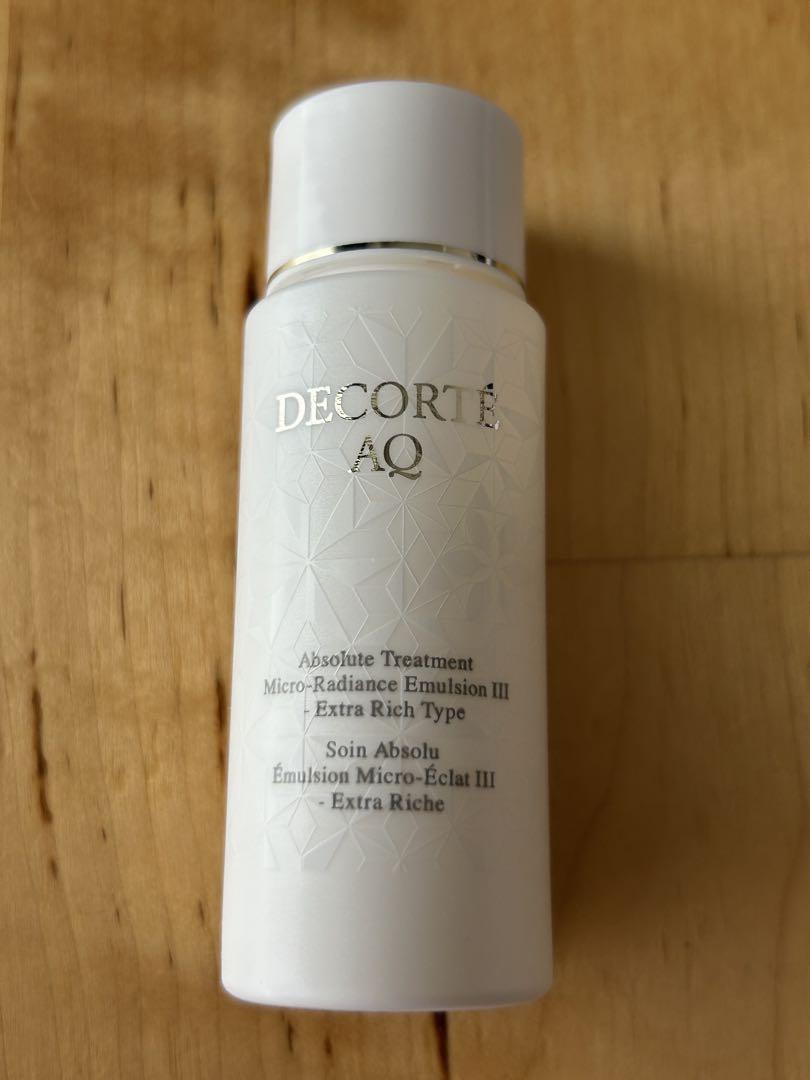 DECORTÉ
AQ
Absolute Treatment
Micro-Radiance Emulsion III
- Extra Rich Type
Soin Absolu
Émulsion Micro-Éclat III
- Extra Riche